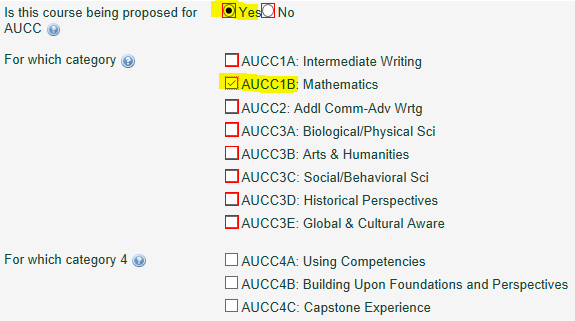 Is this course being proposed for Yes No
AUCC
For which category
AUCC1A: Intermediate Writing
AUCC1B: Mathematics
AUCC2: Addl Comm-Adv Wrtg
AUCC3A: Biological/Physical Sci
AUCC3B: Arts & Humanities
AUCC3C: Social/Behavioral Sci
AUCC3D: Historical Perspectives
AUCC3E: Global & Cultural Aware
For which category 4
AUCC4A: Using Competencies
AUCC4B: Building Upon Foundations and Perspectives
AUCC4C: Capstone Experience